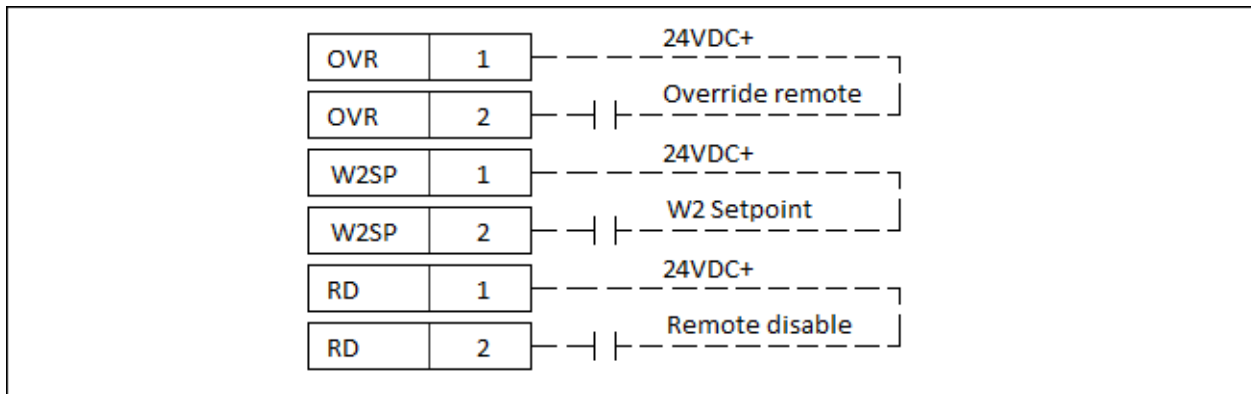 24VDC+
OVR 1
Override remote
OVR 2
24VDC+
W2SP 1
W2 Setpoint
W2SP 2
24VDC+
RD 1
Remote disable
RD 2